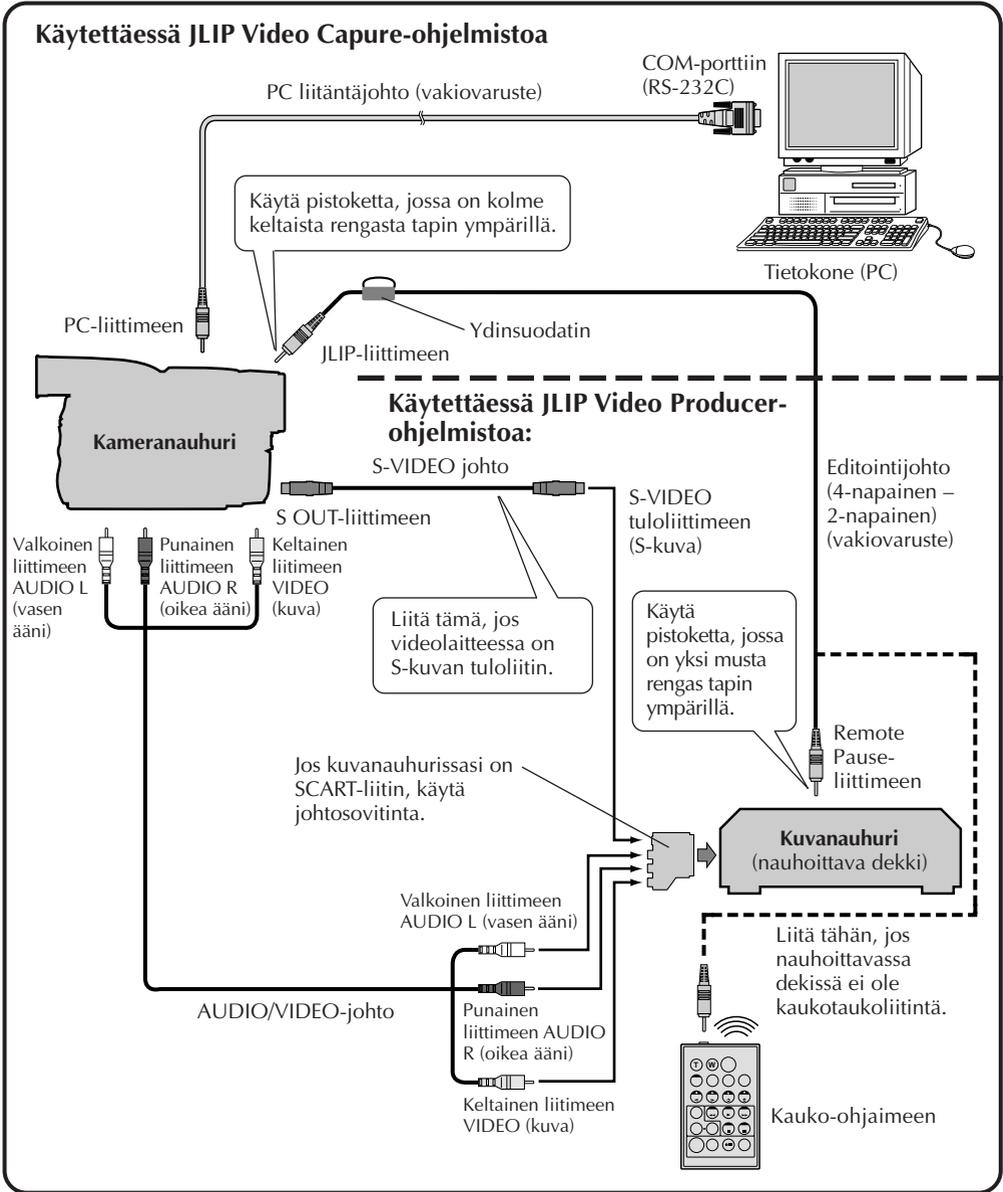 Käytettäessä JLIP Video Capure-ohjelmistoa
COM-porttiin
(RS-232C)
PC liitäntäjohto (vakiovaruste)
Käytä pistoketta, jossa on kolme
keltaista rengasta tapin ympärillä.
Tietokone (PC)
PC-liittimeen
Ydinsuodatin
JLIP-liittimeen
Kameranauhuri
Käytettäessä JLIP Video Producer-
ohjelmistoa:
S-VIDEO johto
S OUT-liittimeen
S-VIDEO
tuloliittimeen
(S-kuva)
Editointijohto
(4-napainen –
2-napainen)
(vakiovaruste)
Valkoinen
liittimeen
AUDIO L
(vasen
ääni)
Punainen
liittimeen
AUDIO R
(oikea ääni)
Keltainen
liitimeen
VIDEO
(kuva)
Liitä tämä, jos
videolaitteessa on
S-kuvan tuloliitin.
Käytä
pistoketta, jossa
on yksi musta
rengas tapin
ympärillä.
Remote
Pause-
liittimeen
Jos kuvanauhurissasi on
SCART-liitin, käytä
johtosovitinta.
Kuvanauhuri
(nauhoittava dekki)
Valkoinen liittimeen
AUDIO L (vasen ääni)
Liitä tähän, jos
nauhoittavassa
dekissä ei ole
kaukotaukoliitintä.
AUDIO/VIDEO-johto
Punainen
liittimeen AUDIO
R (oikea ääni)
Keltainen liitimeen
VIDEO (kuva)
T W
Kauko-ohjaimeen